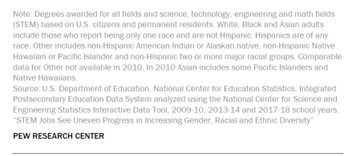 Note: Degrees awarded for all fields and science, technology, engineering and math fields
(STEM) based on U.S. citizens and permanent residents. White, Black and Asian adults
include those who report being only one race and are not Hispanic. Hispanics are of any
race. Other includes non-Hispanic American Indian or Alaskan native, non-Hispanic Native
Hawaiian or Pacific Islander and non-Hispanic two or more major racial groups. Comparable
data for Other not available in 2010. In 2010 Asian includes some Pacific Islanders and
Native Hawaiians.
Source: U.S. Department of Education, National Center for Education Statistics, Integrated
Postsecondary Education Data System analyzed using the National Center for Science and
Engineering Statistics Interactive Data Tool, 2009-10, 2013-14 and 2017-18 school years.
"STEM Jobs See Uneven Progress in Increasing Gender, Racial and Ethnic Diversity"
PEW RESEARCH CENTER